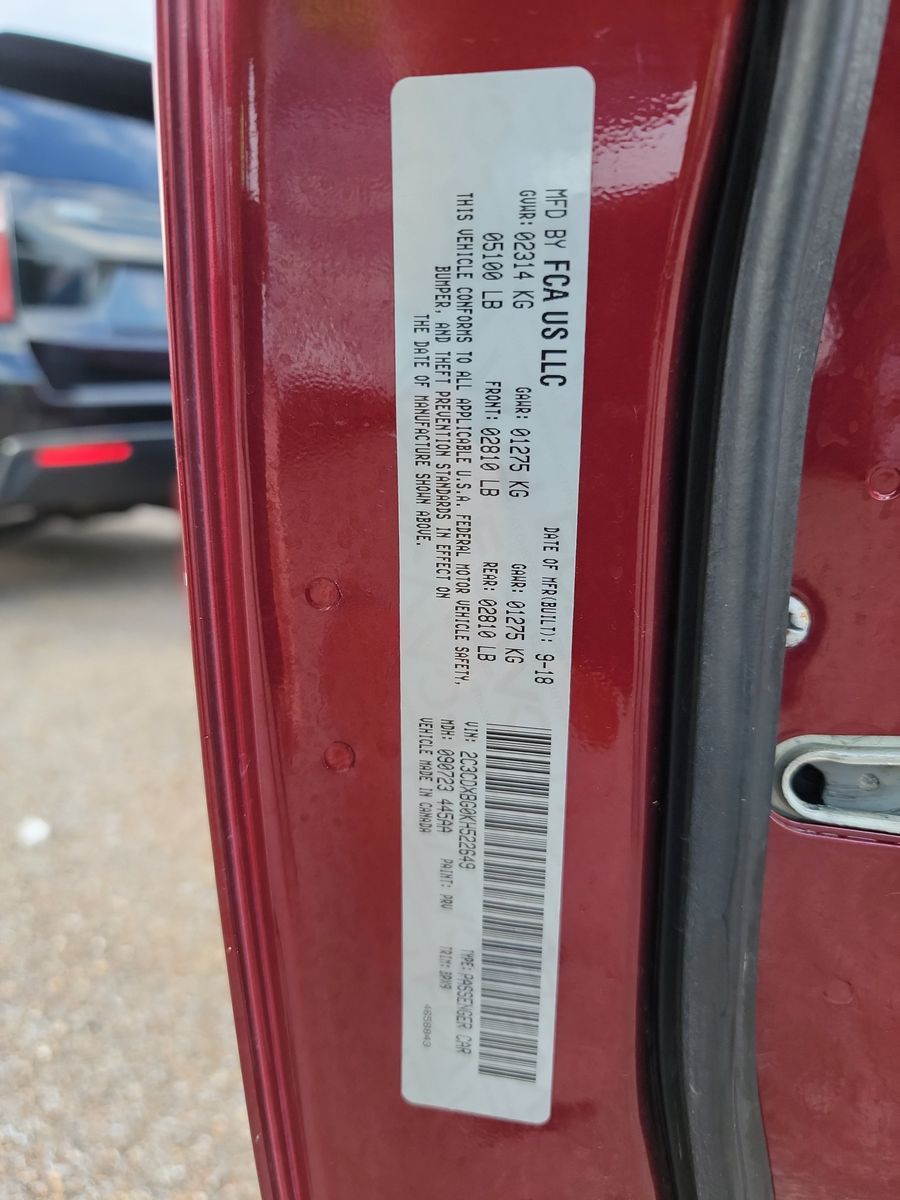 MFD BY FCA US LLC
DATE OF MFR(BUILT): 9-18
GVWR: 02314 KG GAWR: 01275 KG GAWR: 01275 KG
05100 LB FRONT: 02810 LB REAR: 02810 LB
THIS VEHICLE CONFORMS TO ALL APPLICABLE U.S.A. FEDERAL MOTOR VEHICLE SAFETY,
BUMPER, AND THEFT PREVENTION STANDARDS IN EFFECT ON
THE DATE OF MANUFACTURE SHOWN ABOVE.
VIN: 2C3CDXBG0KH522649 TYPE: PASSENGER CAR
MDH: 090723 445AA PAINT: PRV TRIM:
VEHICLE MADE IN CANADA